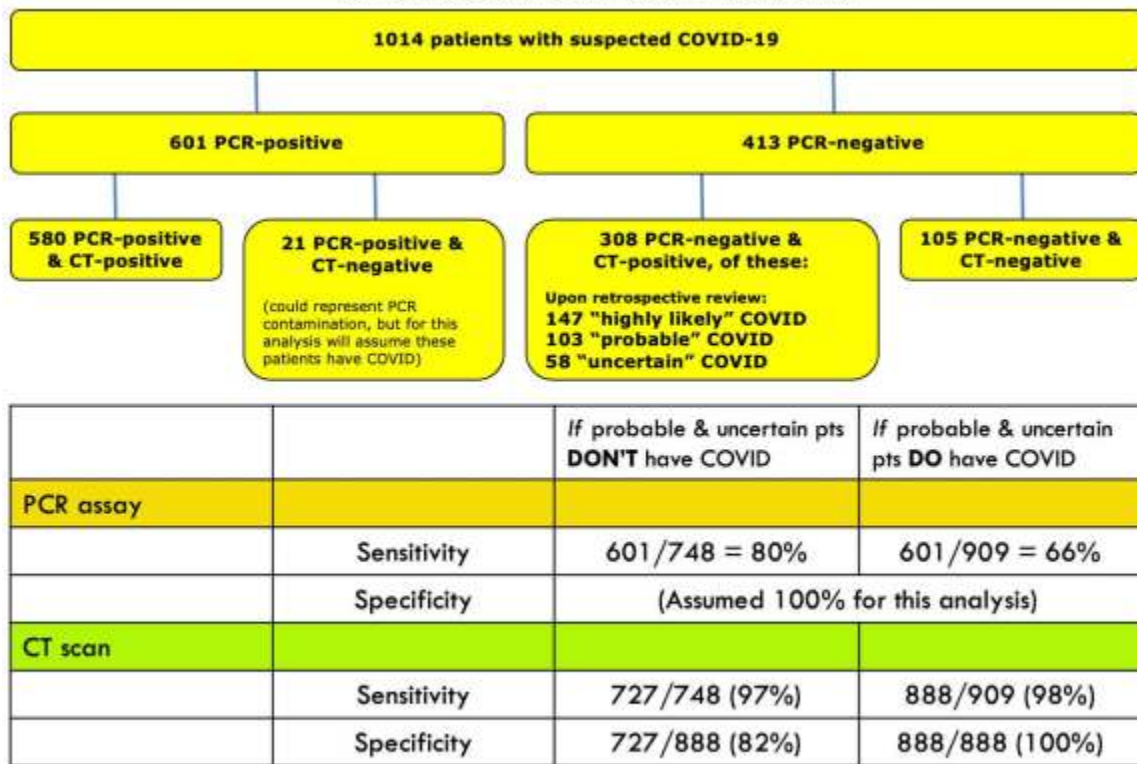 1014 patients with suspected COVID-19
601 PCR-positive
413 PCR-negative
580 PCR-positive
& CT-positive
21 PCR-positive &
CT-negative
(could represent PCR
contamination, but for this
analysis will assume these
patients have COVID)
308 PCR-negative &
CT-positive, of these:
Upon retrospective review:
147 "highly likely" COVID
103 "probable" COVID
58 "uncertain" COVID
105 PCR-negative &
CT-negative
If probable & uncertain pts
DON'T have COVID
If probable & uncertain
pts DO have COVID
PCR assay
Sensitivity
601/748 = 80%
601/909 = 66%
Specificity
(Assumed 100% for this analysis)
CT scan
Sensitivity
727/748 (97%)
888/909 (98%)
Specificity
727/888 (82%)
888/888 (100%)